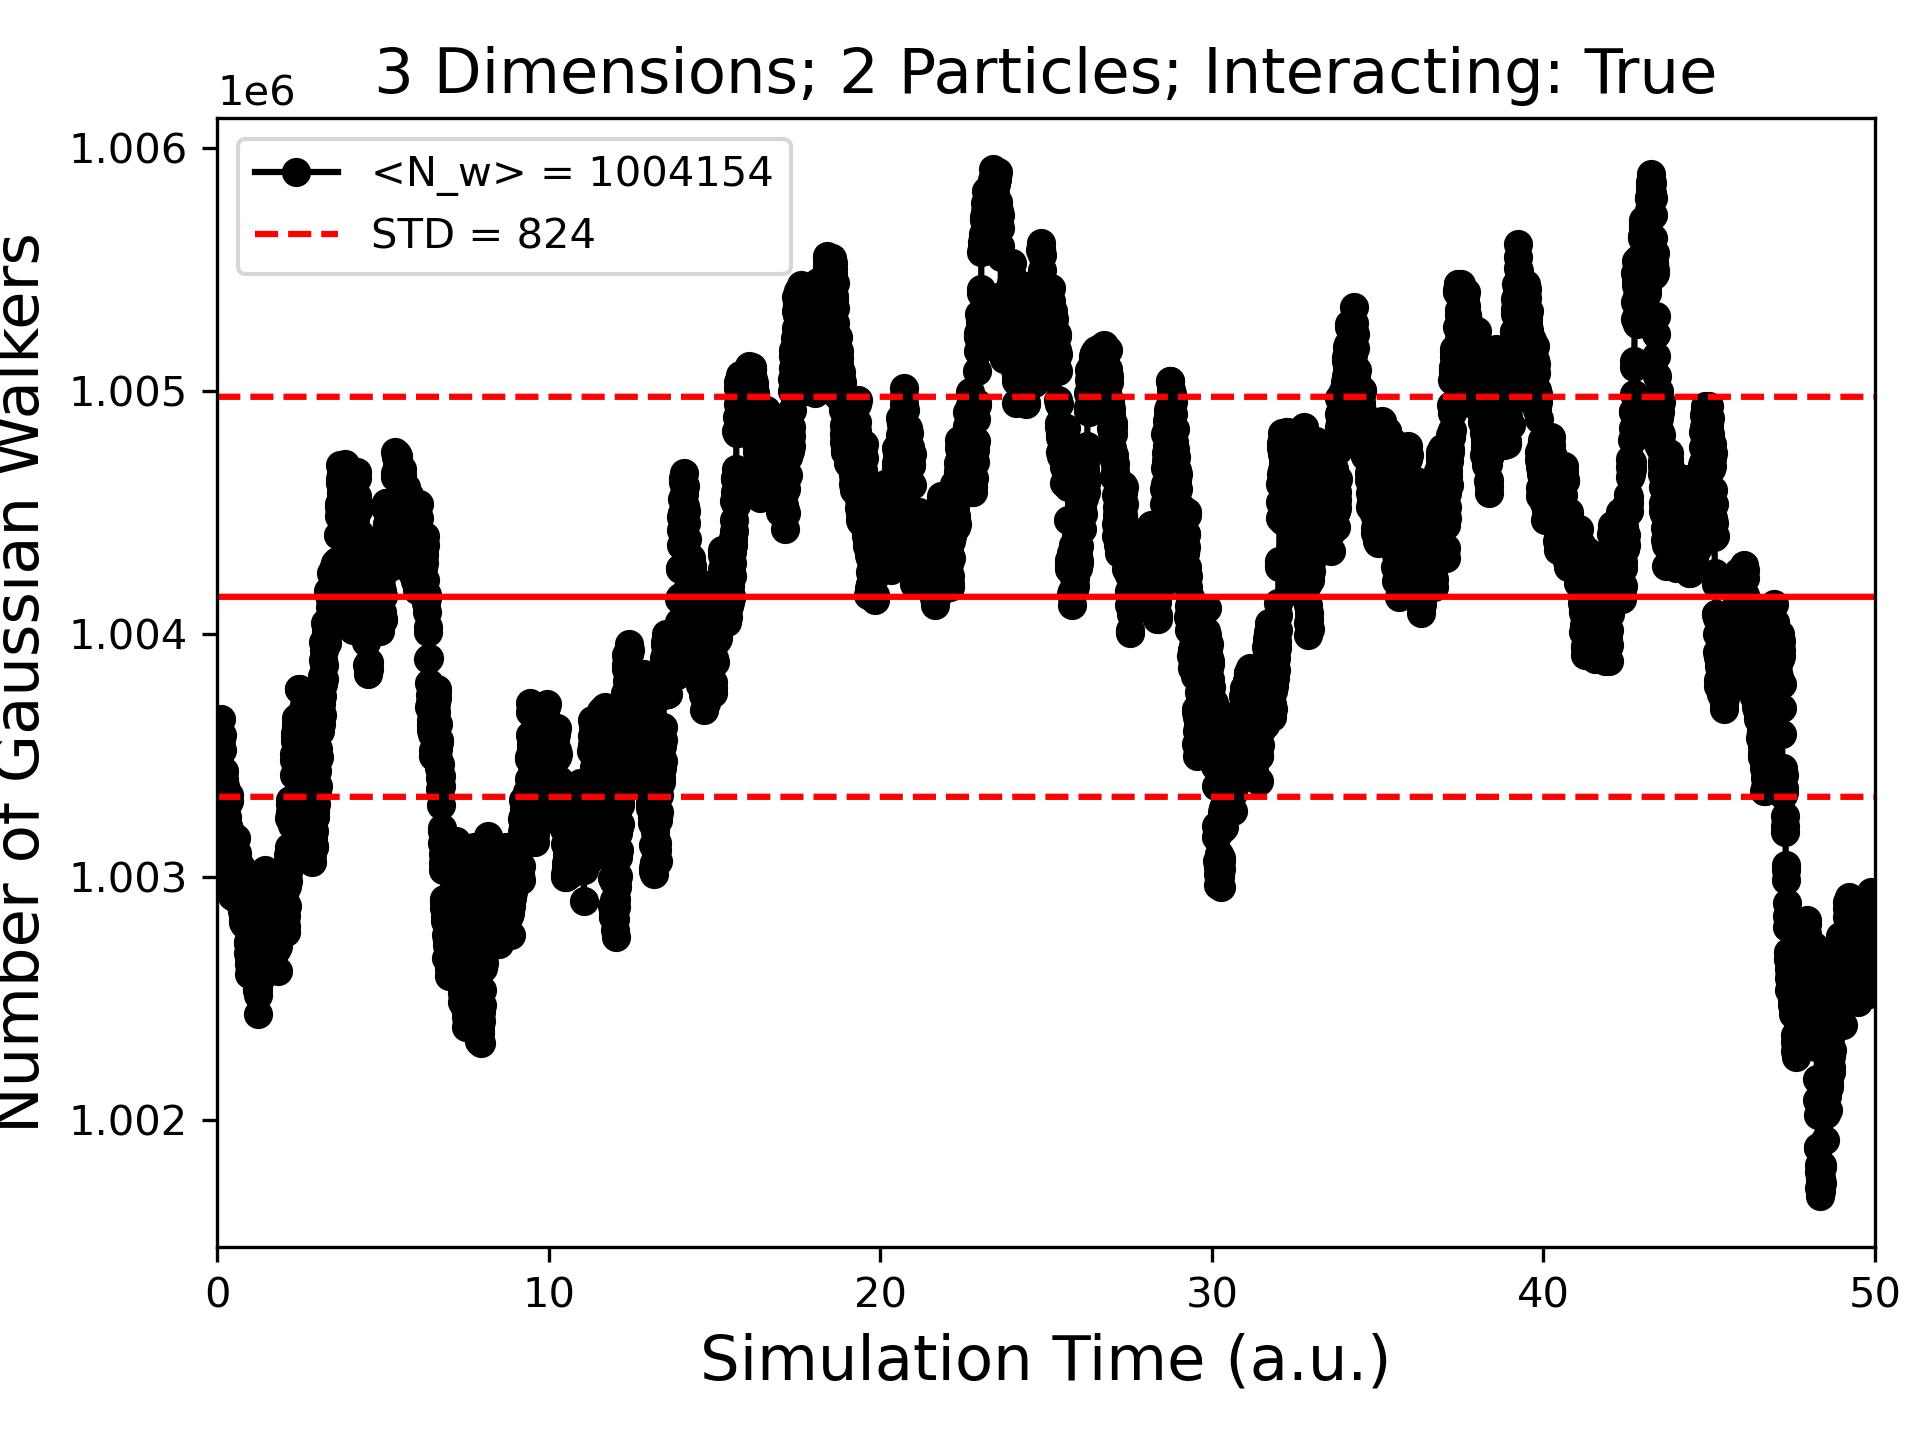 3 Dimensions; 2 Particles; Interacting: True
1e6
<N_w> = 1004154
STD = 824
1.006
1.005
1.004
1.003
1.002
Number of Gaussian Walkers
0 10 20 30 40 50
Simulation Time (a.u.)